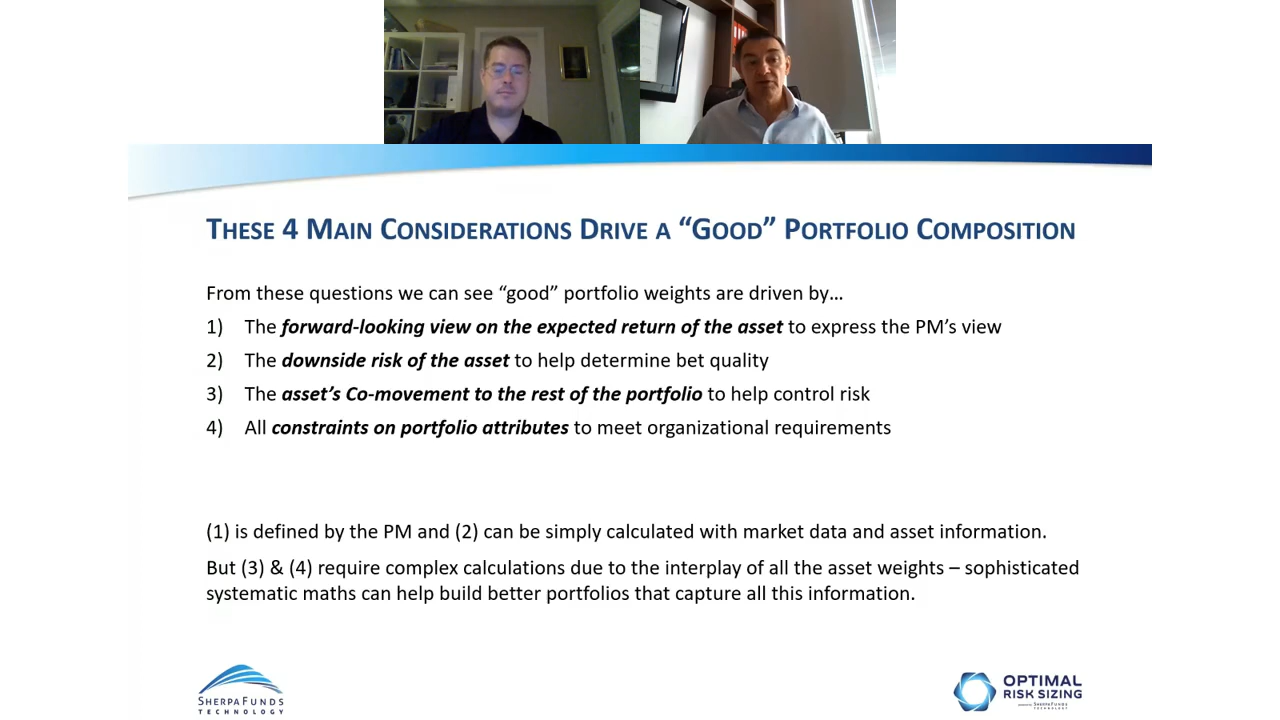 THESE 4 MAIN CONSIDERATIONS DRIVE A “GOOD” PORTFOLIO COMPOSITION
From these questions we can see “good” portfolio weights are driven by…
1) The forward-looking view on the expected return of the asset to express the PM’s view
2) The downside risk of the asset to help determine bet quality
3) The asset’s Co-movement to the rest of the portfolio to help control risk
4) All constraints on portfolio attributes to meet organizational requirements
(1) is defined by the PM and (2) can be simply calculated with market data and asset information.
But (3) & (4) require complex calculations due to the interplay of all the asset weights – sophisticated
systematic maths can help build better portfolios that capture all this information.
SHERPAFUNDS
TECHNOLOGY
OPTIMAL
RISK SIZING